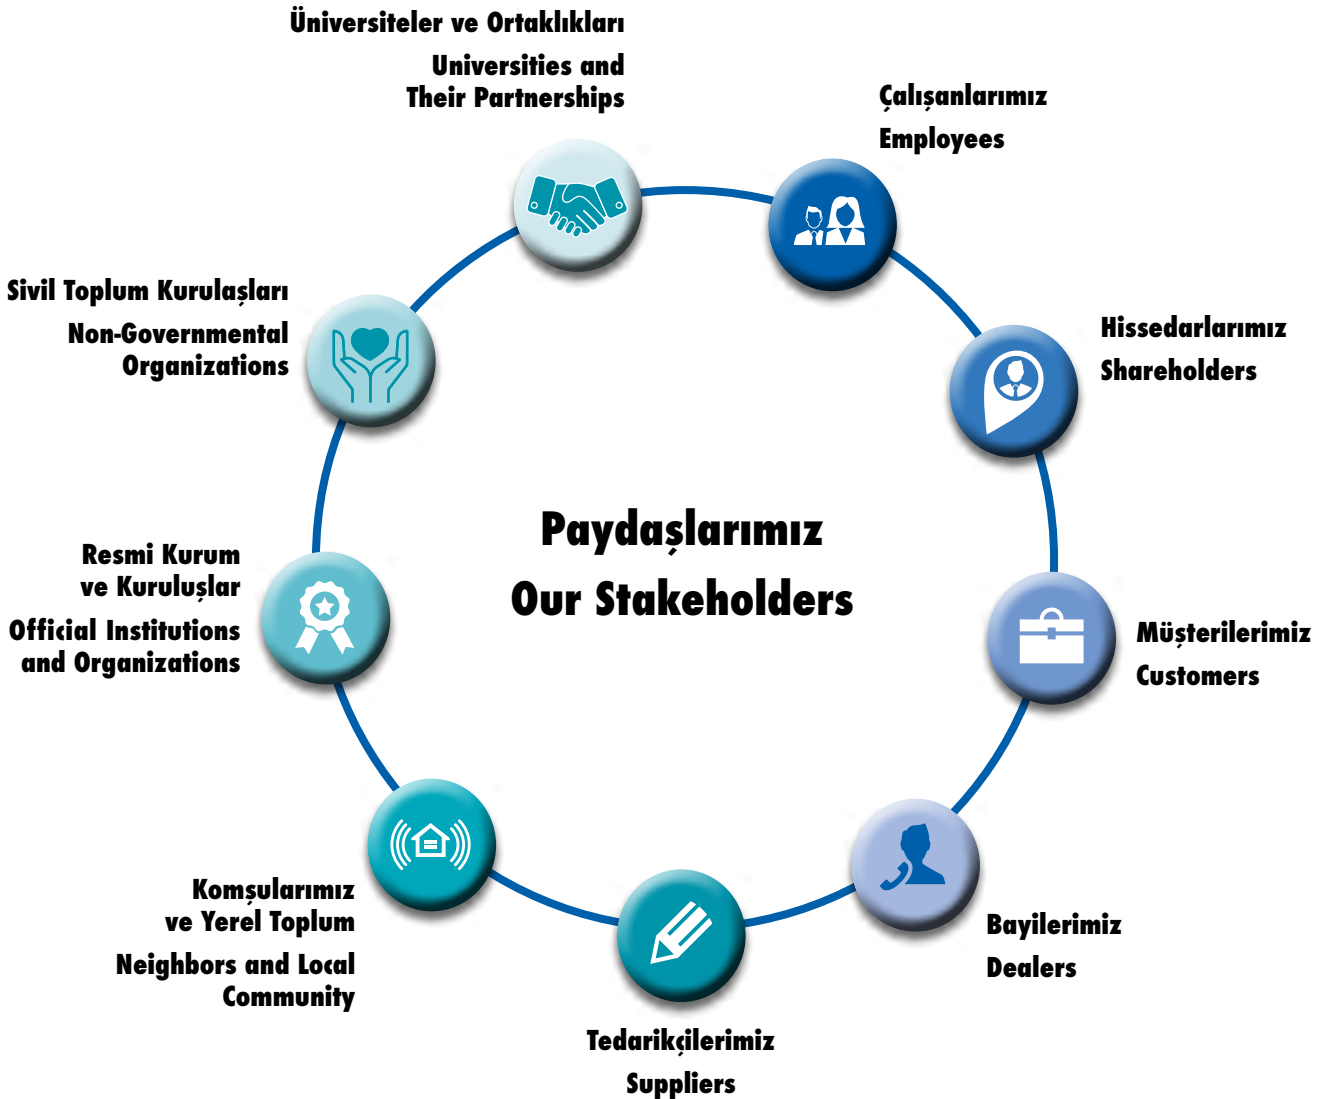 Üniversiteler ve Ortaklıkları
Universities and
Their Partnerships
Çalışanlarımız
Employees
Hissedarlarımız
Shareholders
Müşterilerimiz
Customers
Bayilerimiz
Dealers
Tedarikçilerimiz
Suppliers
Komşularımız
ve Yerel Toplum
Neighbors and Local
Community
Resmi Kurum
ve Kuruluşlar
Official Institutions
and Organizations
Sivil Toplum Kurulaşları
Non-Governmental
Organizations
Paydaşlarımız
Our Stakeholders